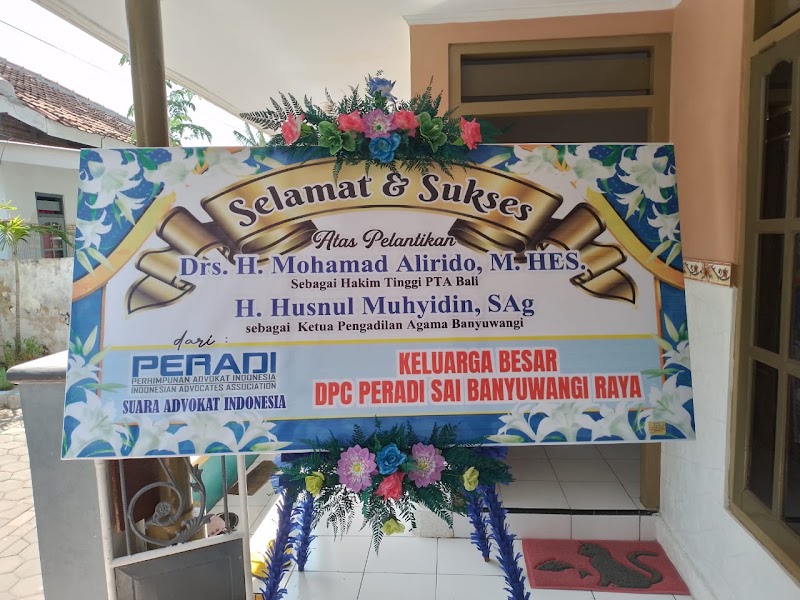 Selamat & Sukses
Atas Pelantikan
Drs. H. Mohamad Alirido, M. HES.
Sebagai Hakim Tinggi PTA Bali
H. Husnul Muhyidin, SAg
sebagai Ketua Pengadilan Agama Banyuwangi
dari :
PERADI
PERHIMPUNAN ADVOKAT INDONESIA
INDONESIAN ADVOCATES ASSOCIATION
SUARA ADVOKAT INDONESIA
KELUARGA BESAR
DPC PERADI SAI BANYUWANGI RAYA